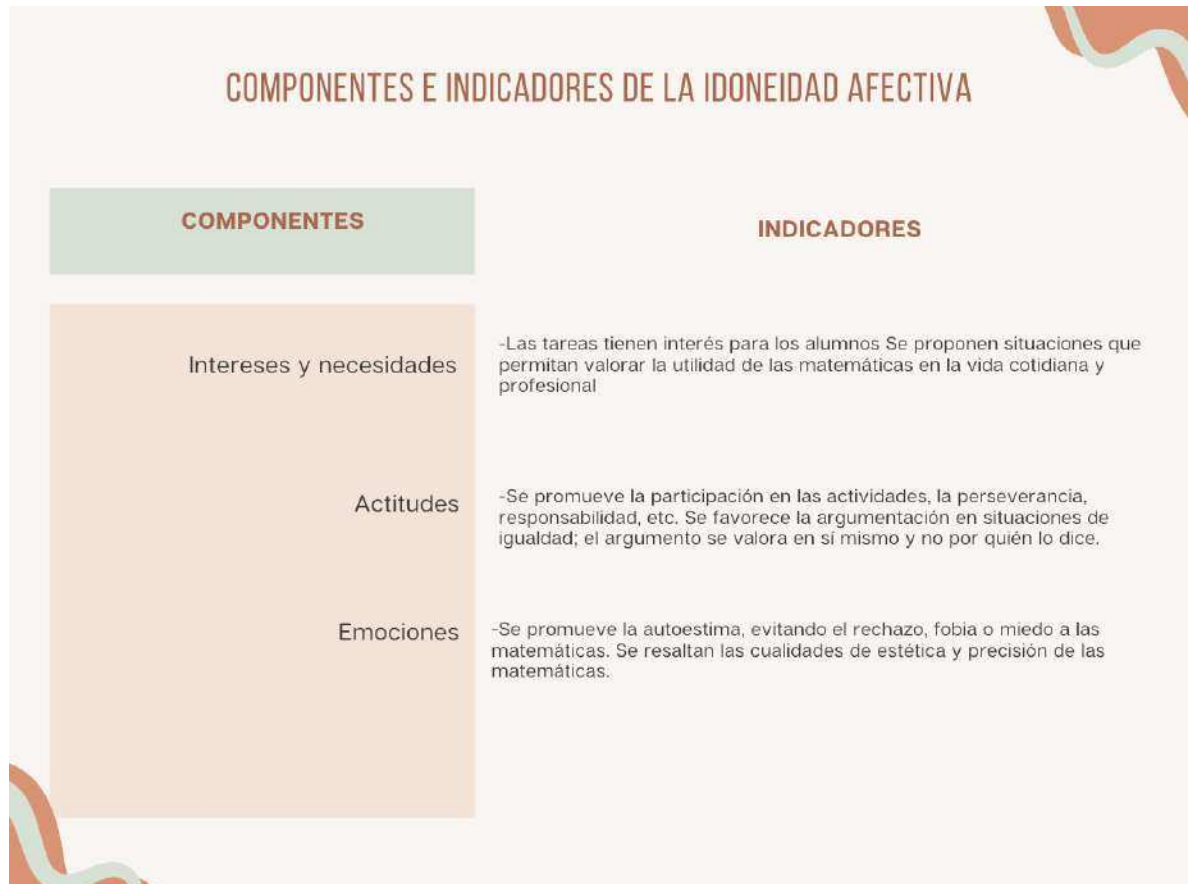 COMPONENTES E INDICADORES DE LA IDONEIDAD AFECTIVA
COMPONENTES
INDICADORES
Intereses y necesidades
-Las tareas tienen interés para los alumnos Se proponen situaciones que
permitan valorar la utilidad de las matemáticas en la vida cotidiana y
profesional
Actitudes
-Se promueve la participación en las actividades, la perseverancia,
responsabilidad, etc. Se favorece la argumentación en situaciones de
igualdad; el argumento se valora en sí mismo y no por quién lo dice.
Emociones
-Se promueve la autoestima, evitando el rechazo, fobia o miedo a las
matemáticas. Se resaltan las cualidades de estética y precisión de las
matemáticas.